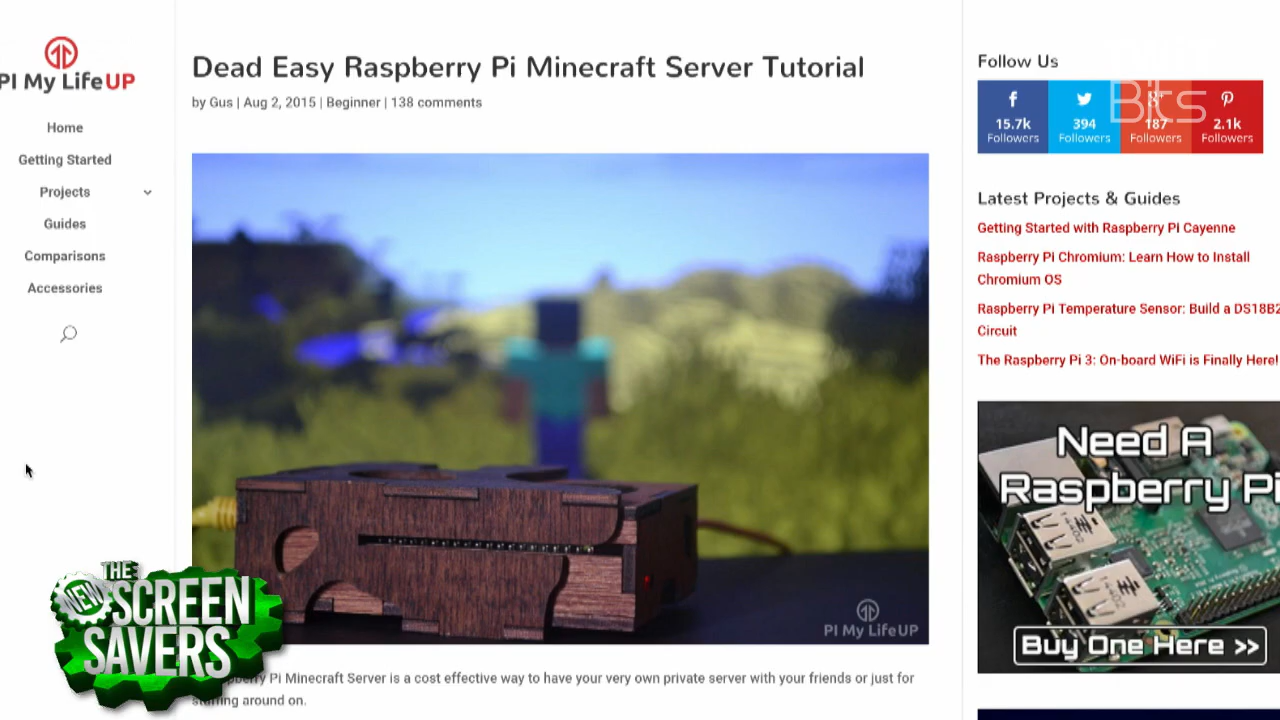 PI My LifeUP
Home
Getting Started
Projects
Guides
Comparisons
Accessories
Dead Easy Raspberry Pi Minecraft Server Tutorial
by Gus | Aug 2, 2015 | Beginner | 138 comments
PI My LifeUP
Pi Minecraft Server is a cost effective way to have your very own private server with your friends or just for
around on.
Follow Us
15.7k
Followers
394
Followers
187
Followers
2.1k
Followers
Bits
Latest Projects & Guides
Getting Started with Raspberry Pi Cayenne
Raspberry Pi Chromium: Learn How to Install
Chromium OS
Raspberry Pi Temperature Sensor: Build a DS18B2
Circuit
The Raspberry Pi 3: On-board WiFi is Finally Here!
Need A
Raspberry Pi
Buy One Here >>
THE
NEW
SCREEN
SAVERS